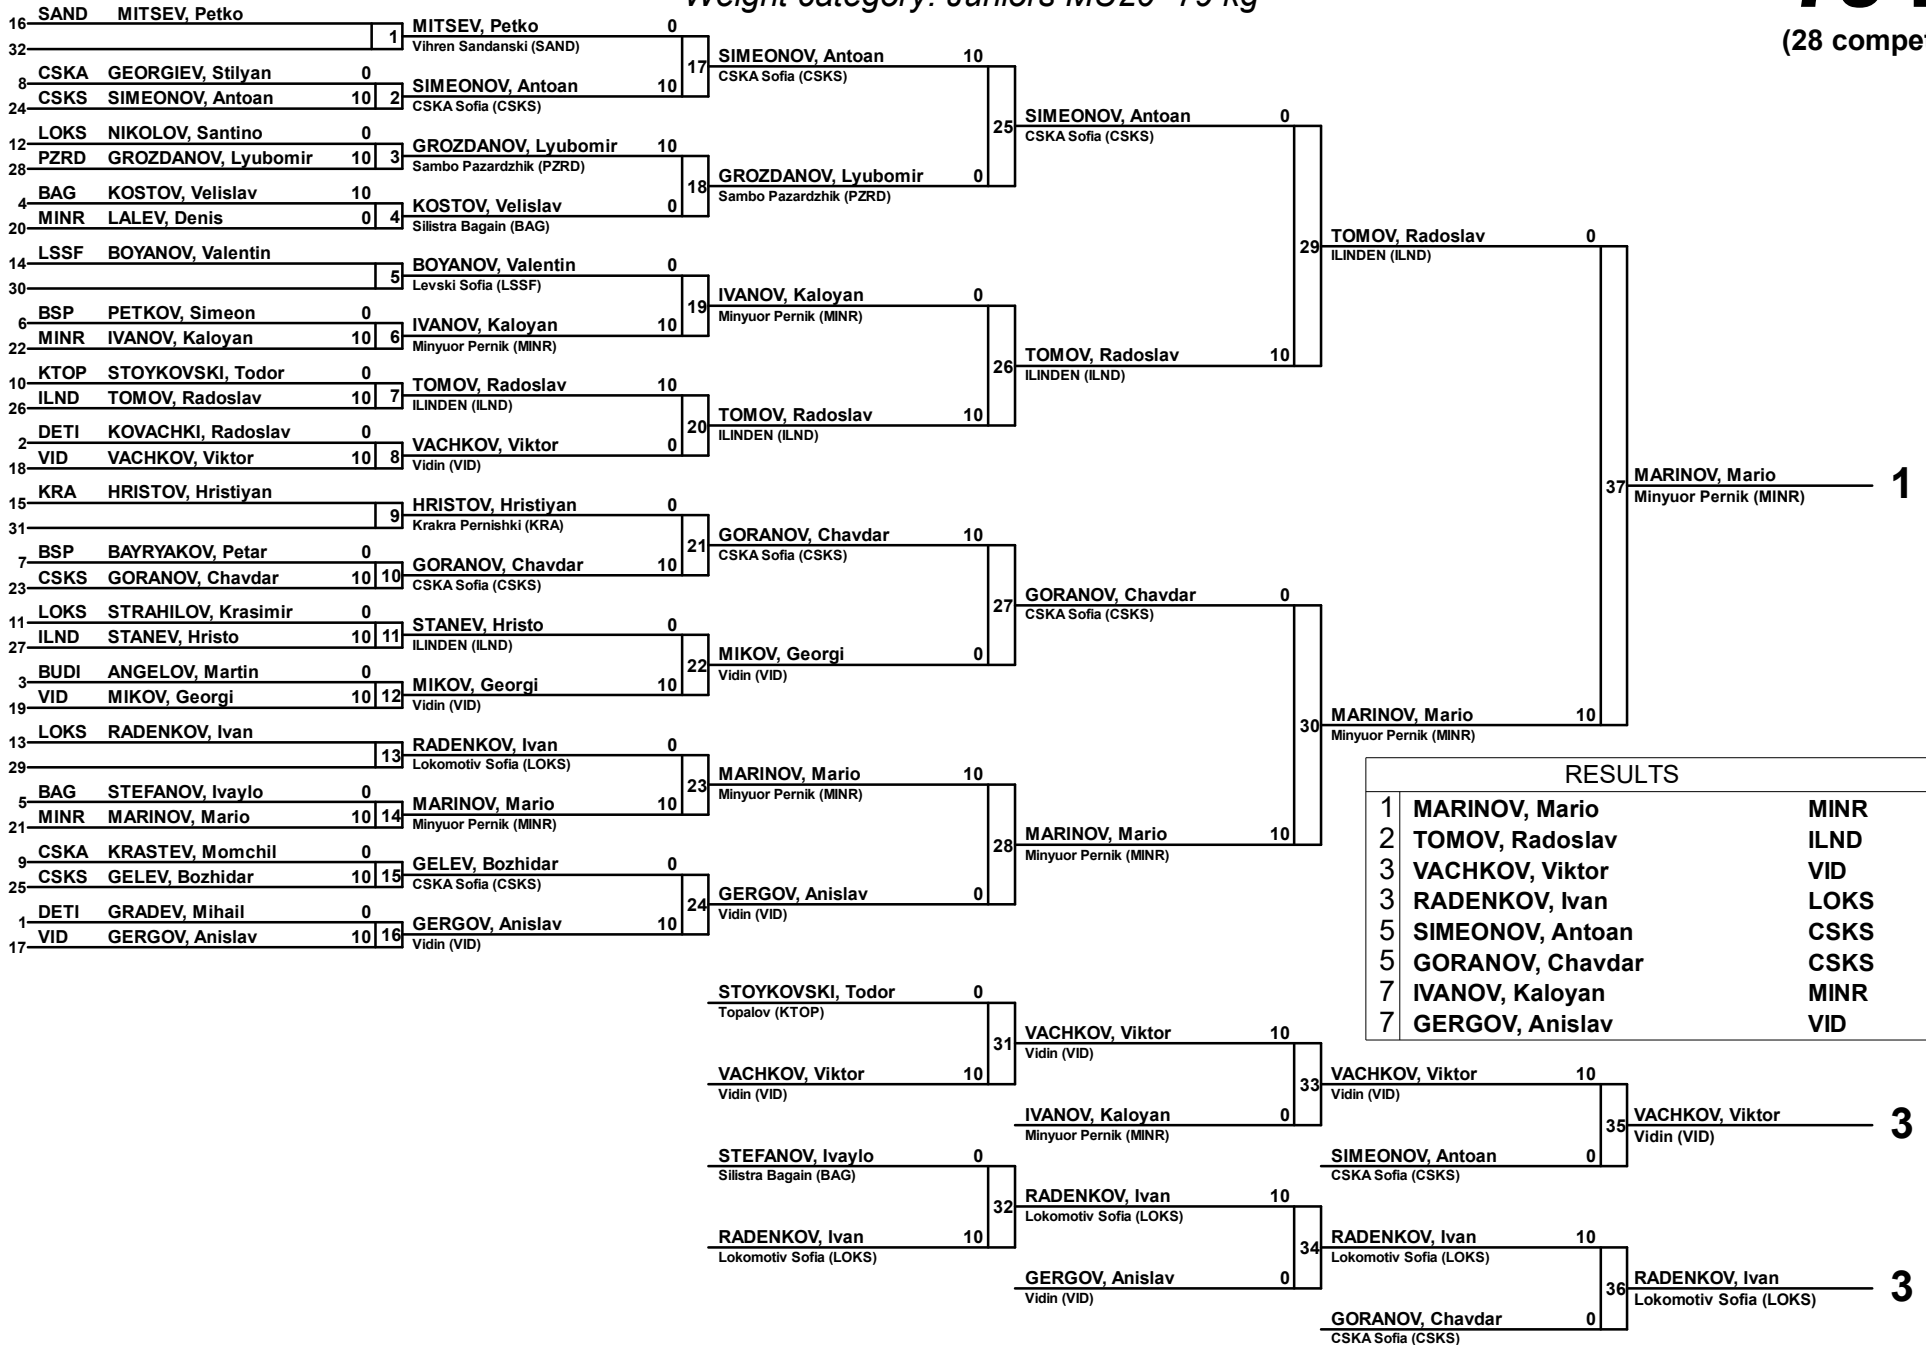 Weight category: Juniors MU20 -79 kg
(28 compet
16 SAND MITSEV, Petko
32
1
8 CSKA GEORGIEV, Stilyan 0
24 CSKS SIMEONOV, Antoan 10
2
12 LOKS NIKOLOV, Santino 0
28 PZRD GROZDANOV, Lyubomir 10
3
4 BAG KOSTOV, Velislav 10
20 MINR LALEV, Denis 0
4
14 LSSF BOYANOV, Valentin
30
5
6 BSP PETKOV, Simeon 0
22 MINR IVANOV, Kaloyan 10
6
10 KTOP STOYKOVSKI, Todor 0
26 ILND TOMOV, Radoslav 10
7
2 DETI KOVACHKI, Radoslav 0
18 VID VACHKOV, Viktor 10
8
15 KRA HRISTOV, Hristiyan
31
9
7 BSP BAYRYAKOV, Petar 0
23 CSKS GORANOV, Chavdar 10
10
11 LOKS STRAHILOV, Krasimir 0
27 ILND STANEV, Hristo 10
11
3 BUDI ANGELOV, Martin 0
19 VID MIKOV, Georgi 10
12
13 LOKS RADENKOV, Ivan
29
13
5 BAG STEFANOV, Ivaylo 0
21 MINR MARINOV, Mario 10
14
9 CSKA KRASTEV, Momchil 0
25 CSKS GELEV, Bozhidar 10
15
1 DETI GRADEV, Mihail 0
17 VID GERGOV, Anislav 10
16
MITSEV, Petko 0
Vihren Sandanski (SAND)
17
SIMEONOV, Antoan 10
CSKA Sofia (CSKS)
GROZDANOV, Lyubomir 10
Sambo Pazardzhik (PZRD)
18
KOSTOV, Velislav 0
Silistra Bagain (BAG)
BOYANOV, Valentin 0
Levski Sofia (LSSF)
19
IVANOV, Kaloyan 10
Minyuor Pernik (MINR)
TOMOV, Radoslav 10
ILINDEN (ILND)
20
VACHKOV, Viktor 0
Vidin (VID)
HRISTOV, Hristiyan 0
Krakra Pernishki (KRA)
21
GORANOV, Chavdar 10
CSKA Sofia (CSKS)
STANEV, Hristo 0
ILINDEN (ILND)
22
MIKOV, Georgi 10
Vidin (VID)
RADENKOV, Ivan 0
Lokomotiv Sofia (LOKS)
23
MARINOV, Mario 10
Minyuor Pernik (MINR)
GELEV, Bozhidar 0
CSKA Sofia (CSKS)
24
GERGOV, Anislav 10
Vidin (VID)
SIMEONOV, Antoan 10
CSKA Sofia (CSKS)
25
GROZDANOV, Lyubomir 0
Sambo Pazardzhik (PZRD)
IVANOV, Kaloyan 0
Minyuor Pernik (MINR)
26
TOMOV, Radoslav 10
ILINDEN (ILND)
GORANOV, Chavdar 10
CSKA Sofia (CSKS)
27
MIKOV, Georgi 0
Vidin (VID)
MARINOV, Mario 10
Minyuor Pernik (MINR)
28
GERGOV, Anislav 0
Vidin (VID)
SIMEONOV, Antoan 0
CSKA Sofia (CSKS)
29
TOMOV, Radoslav 10
ILINDEN (ILND)
GORANOV, Chavdar 0
CSKA Sofia (CSKS)
30
MARINOV, Mario 10
Minyuor Pernik (MINR)
TOMOV, Radoslav 0
ILINDEN (ILND)
37
MARINOV, Mario 10
Minyuor Pernik (MINR)
MARINOV, Mario 1
Minyuor Pernik (MINR)
RESULTS
1 MARINOV, Mario MINR
2 TOMOV, Radoslav ILND
3 VACHKOV, Viktor VID
3 RADENKOV, Ivan LOKS
5 SIMEONOV, Antoan CSKS
5 GORANOV, Chavdar CSKS
7 IVANOV, Kaloyan MINR
7 GERGOV, Anislav VID
STOYKOVSKI, Todor 0
Topalov (KTOP)
31
VACHKOV, Viktor 10
Vidin (VID)
VACHKOV, Viktor 10
Vidin (VID)
33
IVANOV, Kaloyan 0
Minyuor Pernik (MINR)
VACHKOV, Viktor 10
Vidin (VID)
35
SIMEONOV, Antoan 0
CSKA Sofia (CSKS)
VACHKOV, Viktor 3
Vidin (VID)
STEFANOV, Ivaylo 0
Silistra Bagain (BAG)
32
RADENKOV, Ivan 10
Lokomotiv Sofia (LOKS)
RADENKOV, Ivan 10
Lokomotiv Sofia (LOKS)
34
GERGOV, Anislav 0
Vidin (VID)
RADENKOV, Ivan 10
Lokomotiv Sofia (LOKS)
36
GORANOV, Chavdar 0
CSKA Sofia (CSKS)
RADENKOV, Ivan 3
Lokomotiv Sofia (LOKS)